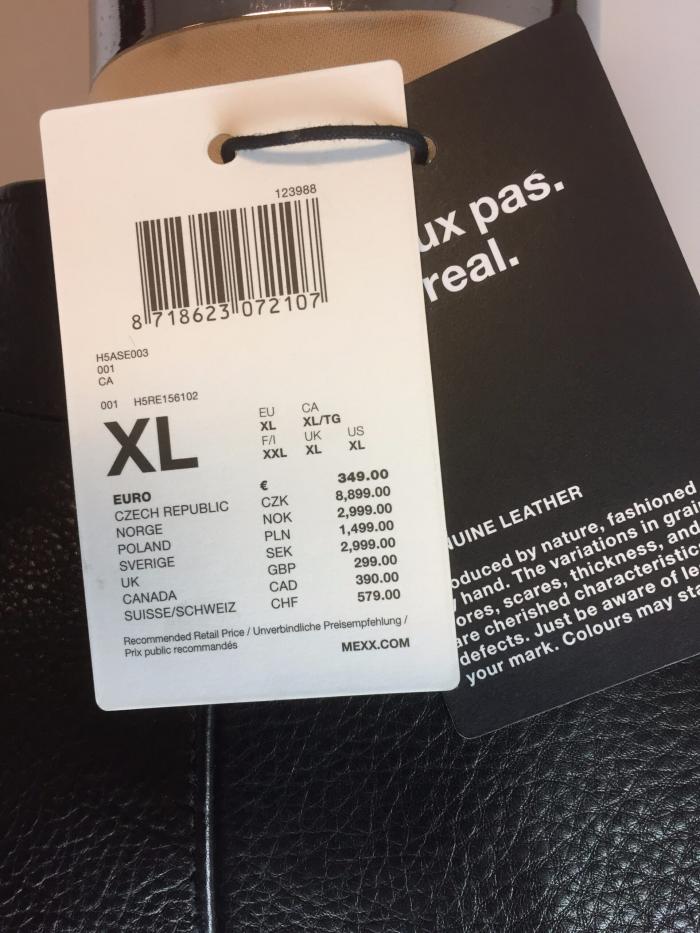 123988
8 718623 072107
H5ASE003
001
CA
001 H5RE156102
XL
EU CA
XL XL/TG
F/I UK US
XXL XL XL
EURO € 349.00
CZECH REPUBLIC CZK 8,899.00
NORGE NOK 2,999.00
POLAND PLN 1,499.00
SVERIGE SEK 2,999.00
UK GBP 299.00
CANADA CAD 390.00
SUISSE/SCHWEIZ CHF 579.00
Recommended Retail Price / Unverbindliche Preisempfehlung /
Prix public recommandés
MEXX.COM
ux pas.
real.
UINE LEATHER
oduced by nature, fashioned
hand. The variations in grai
ores, scares, thickness, and
are cherished characteristic
defects. Just be aware of le
your mark. Colours may sta